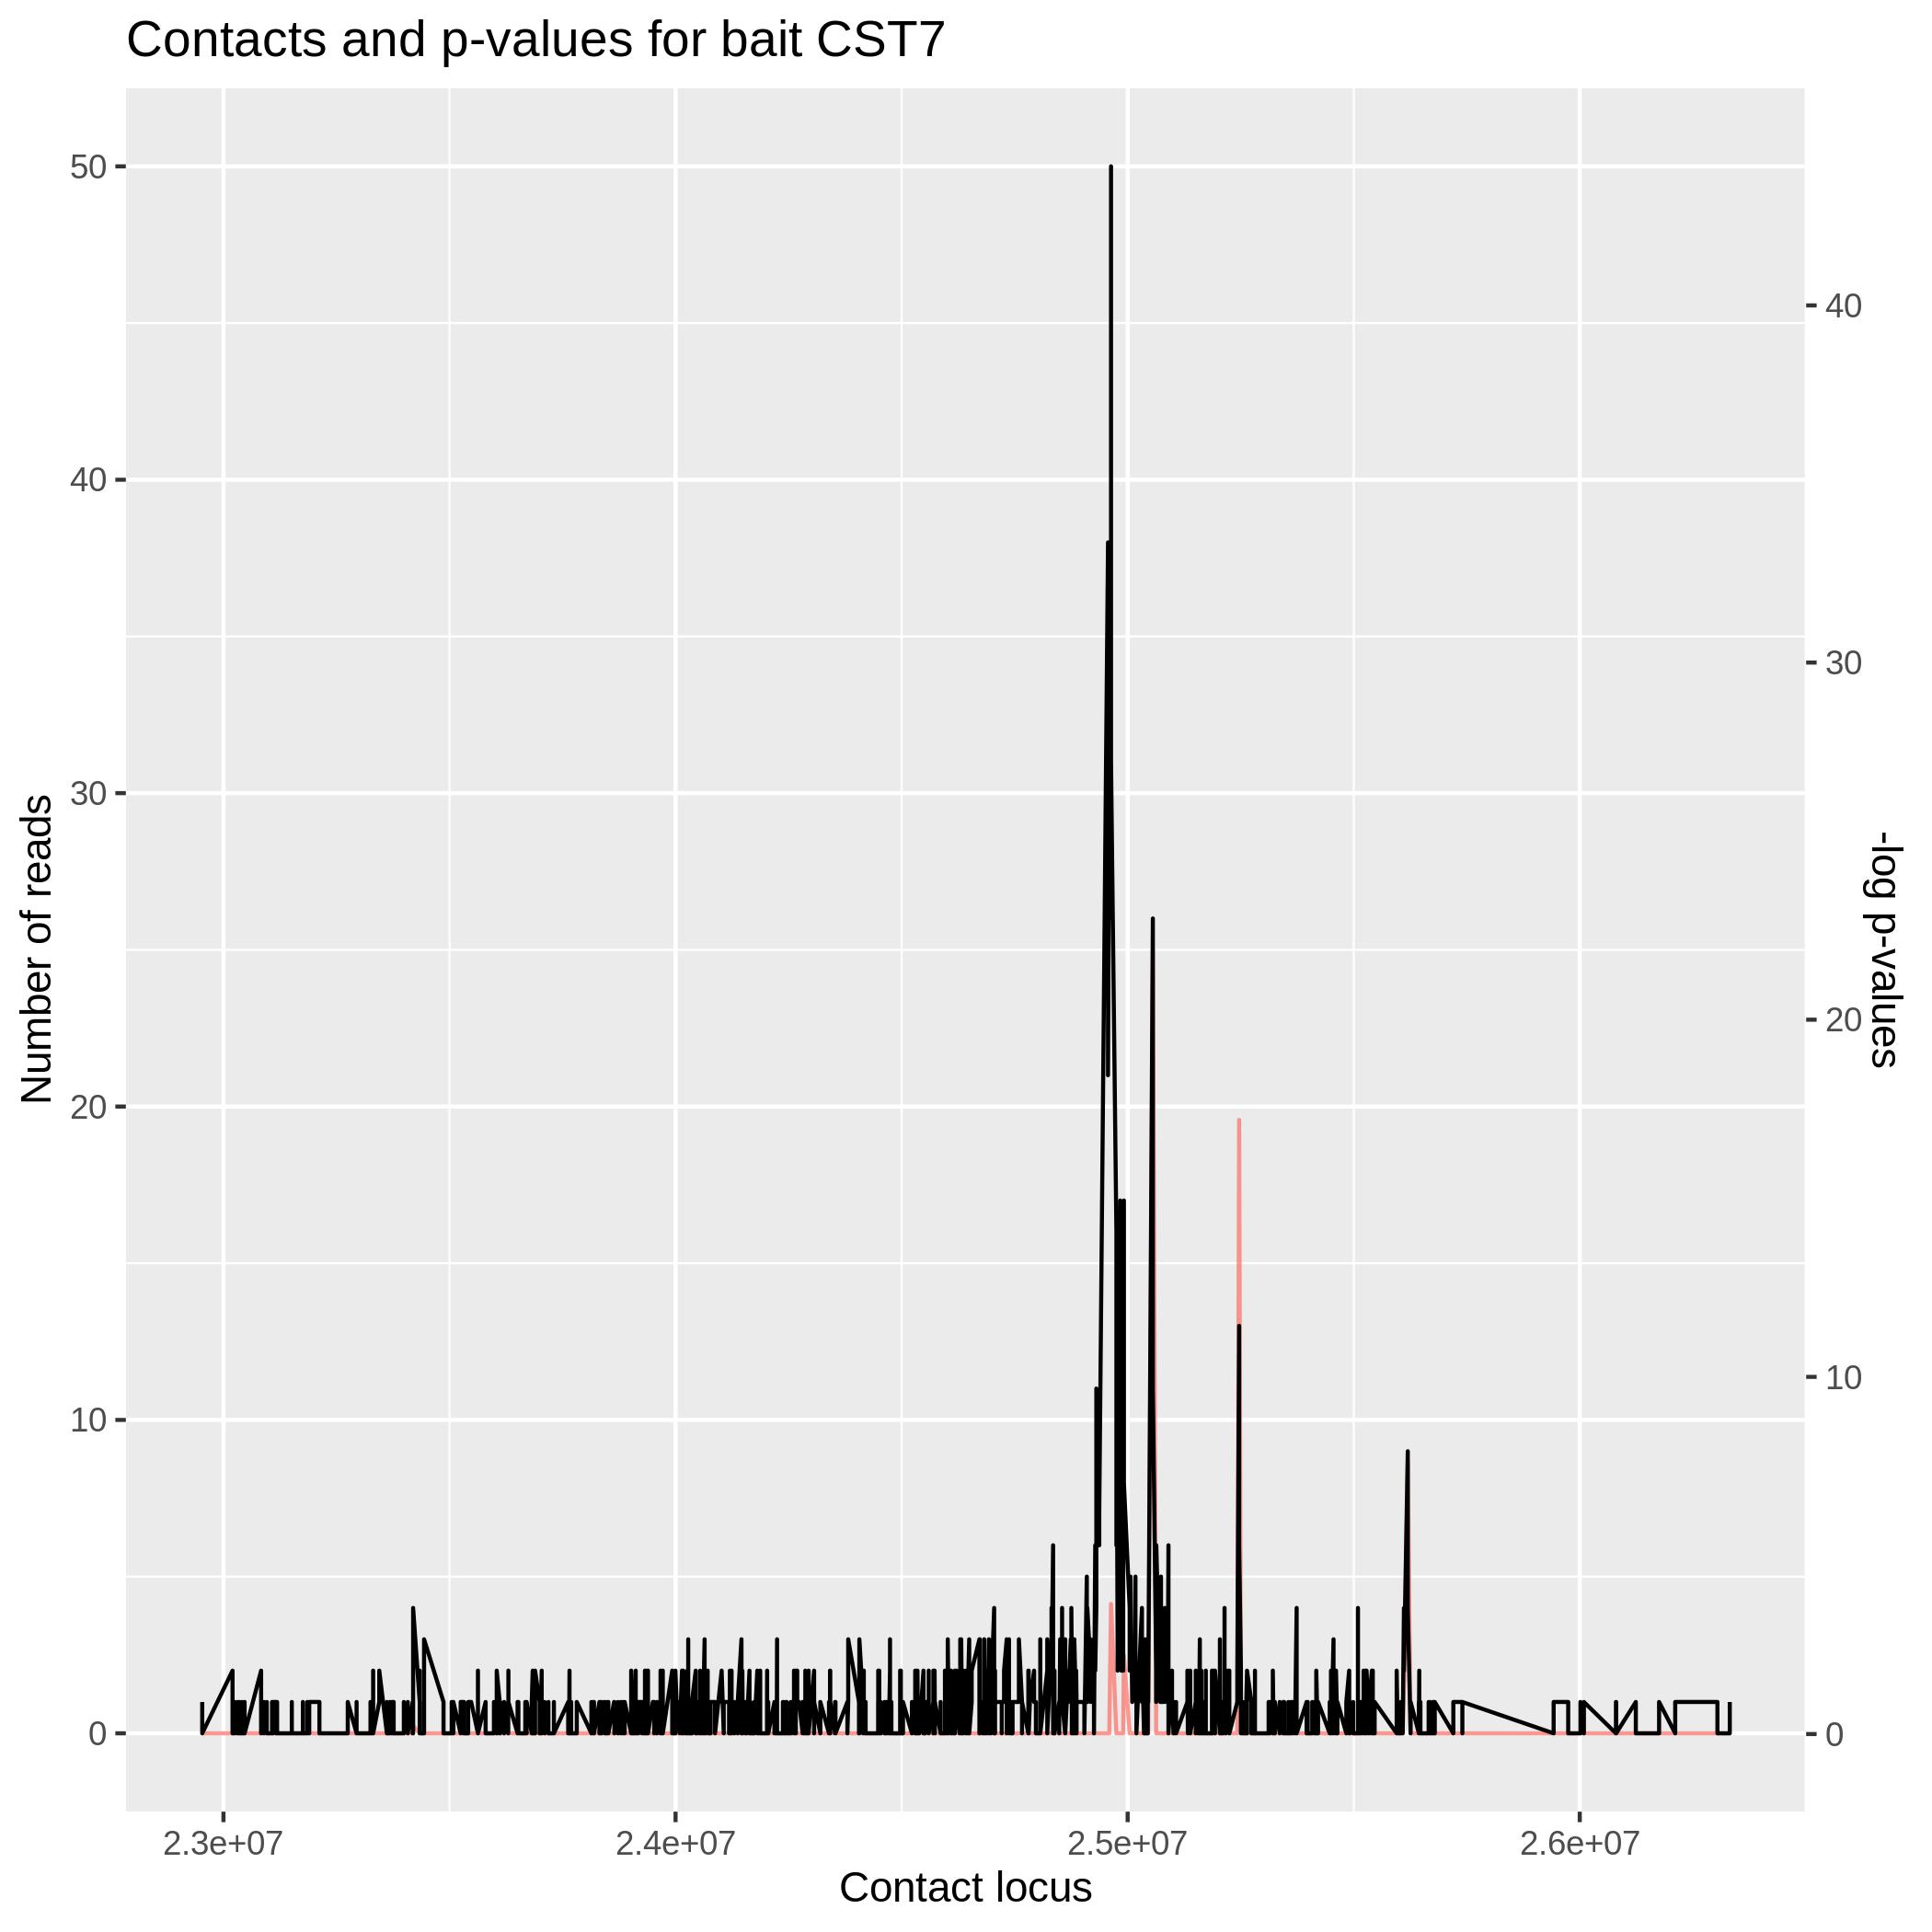 Contacts and p-values for bait CST7
50
40
30
20
10
0
Number of reads
40
30
20
10
0
-log p-values
2.3e+07
2.4e+07
2.5e+07
2.6e+07
Contact locus